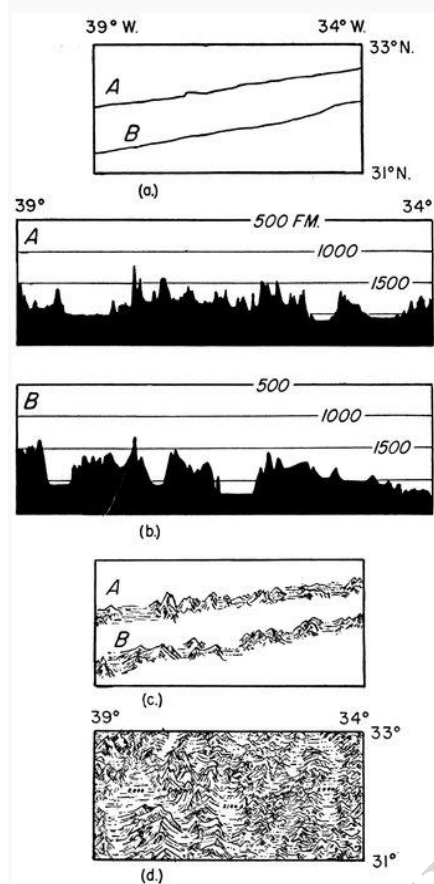 39° W. 34° W.
33° N.
A
B
31° N.
(a.)
39° 34°
A
500 FM.
1000
1500
B
500
1000
1500
(b.)
A
B
(c.)
39° 34°
33°
31°
(d.)